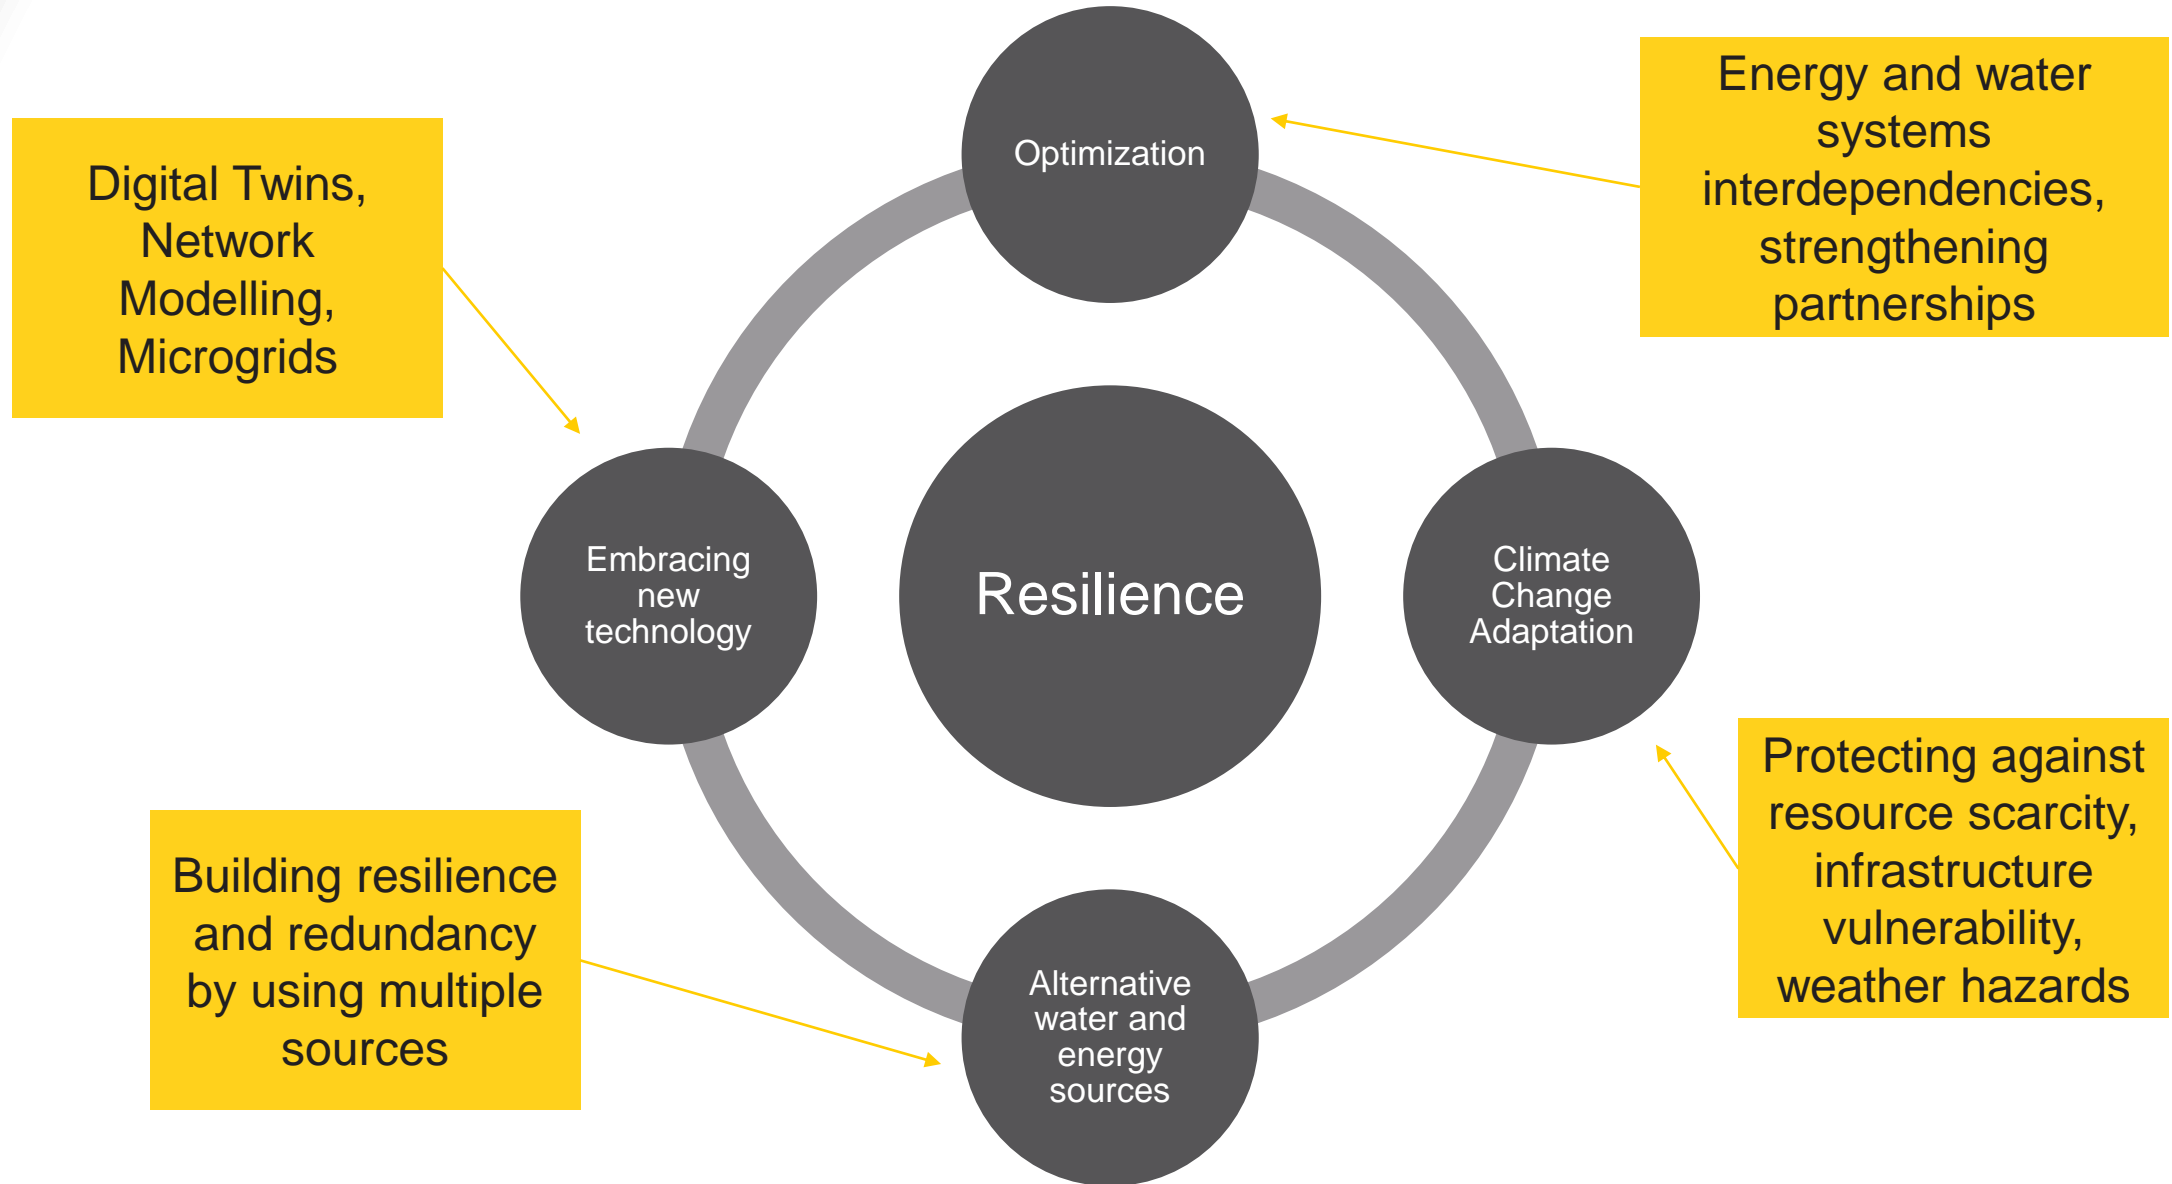 Optimization
Energy and water
systems
interdependencies,
strengthening
partnerships
Digital Twins,
Network
Modelling,
Microgrids
Embracing
new
technology
Resilience
Climate
Change
Adaptation
Protecting against
resource scarcity,
infrastructure
vulnerability,
weather hazards
Building resilience
and redundancy
by using multiple
sources
Alternative
water and
energy
sources